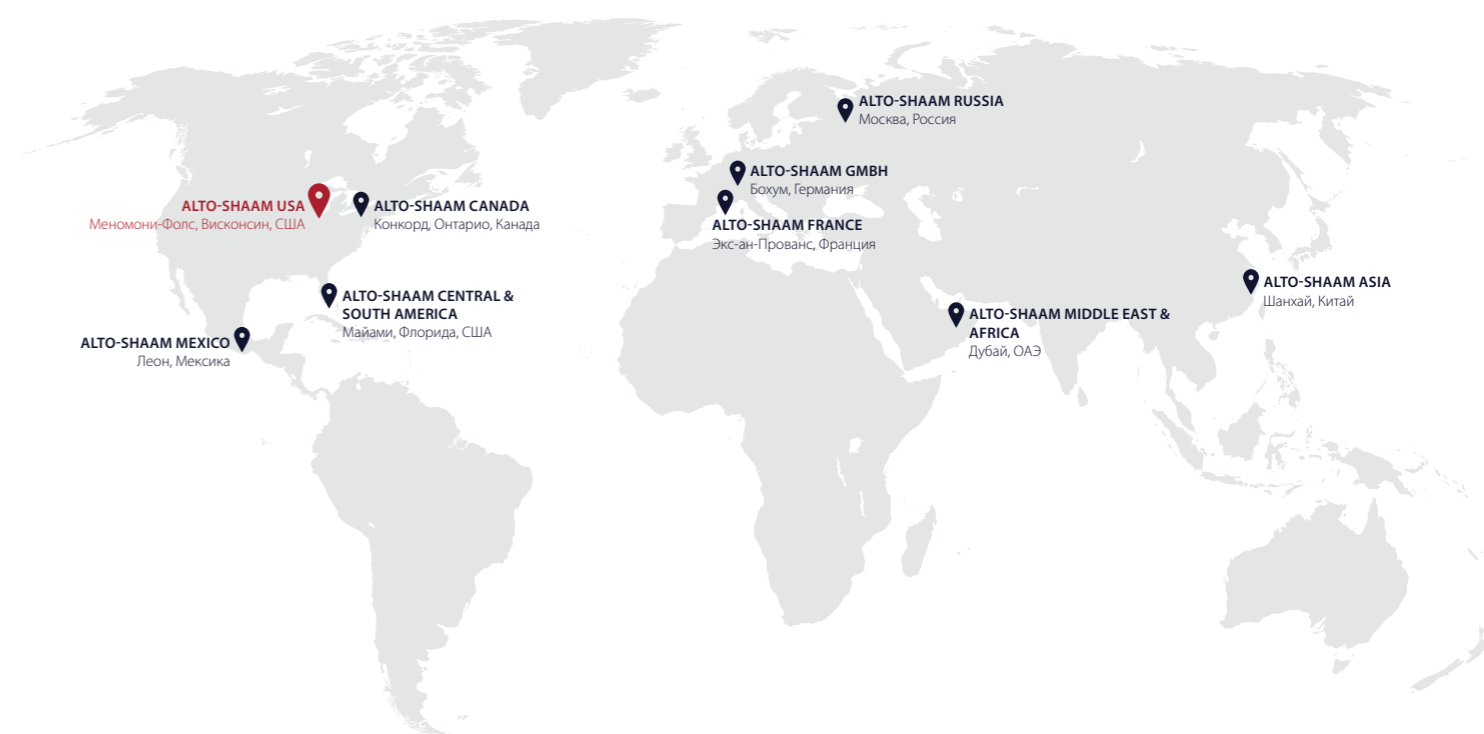 ALTO-SHAAM RUSSIA
Москва, Россия
ALTO-SHAAM GMBH
Бохум, Германия
ALTO-SHAAM USA
Меномони-Фолс, Висконсин, США
ALTO-SHAAM CANADA
Конкорд, Онтарио, Канада
ALTO-SHAAM FRANCE
Экс-ан-Прованс, Франция
ALTO-SHAAM ASIA
Шанхай, Китай
ALTO-SHAAM CENTRAL &
SOUTH AMERICA
Майами, Флорида, США
ALTO-SHAAM MIDDLE EAST &
AFRICA
Дубай, ОАЭ
ALTO-SHAAM MEXICO
Леон, Мексика